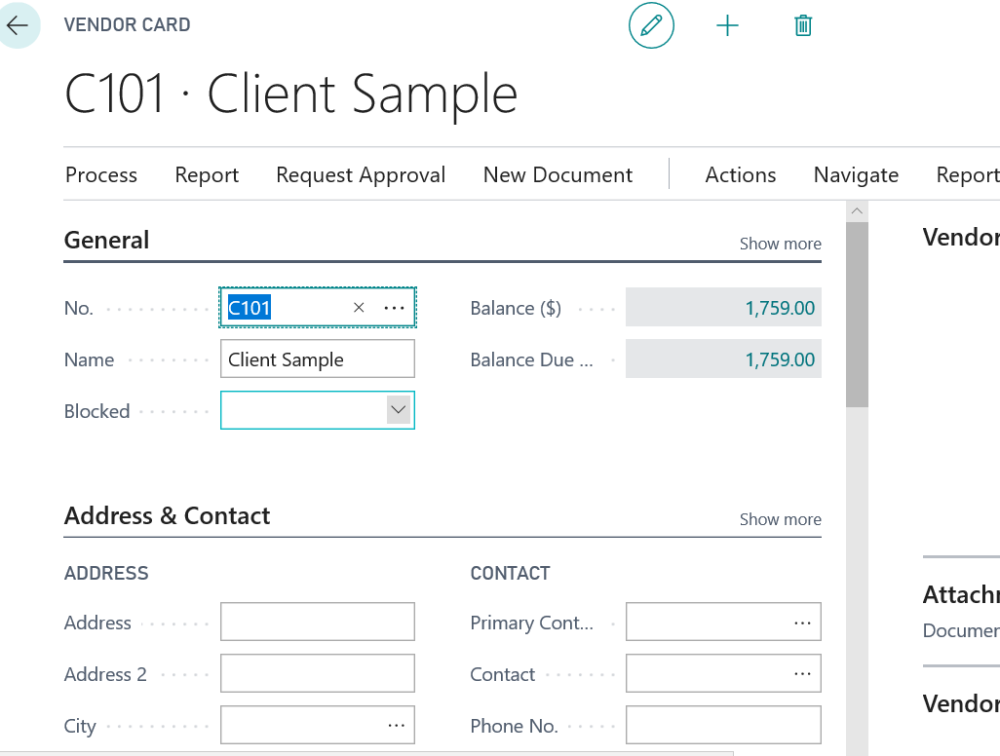 VENDOR CARD
C101 · Client Sample
Process Report Request Approval New Document Actions Navigate Report
General Show more
No. C101 Balance ($) 1,759.00
Name Client Sample Balance Due ... 1,759.00
Blocked
Address & Contact Show more
ADDRESS CONTACT
Address Primary Cont...
Address 2 Contact
City Phone No.
Vendor
Attachm
Documen
Vendor